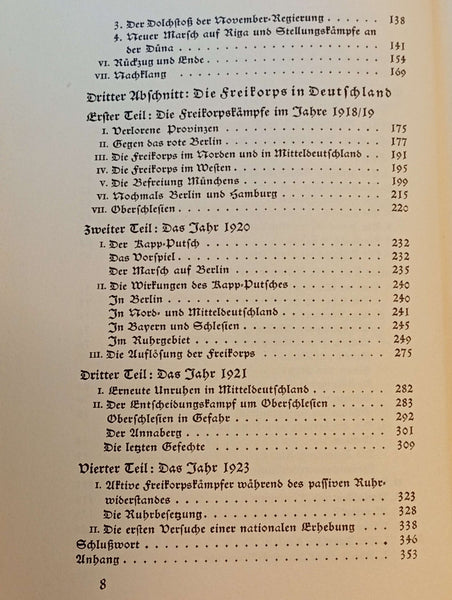 3. Der Dolchstoß der November-Regierung . . . . . . . 138
4. Neuer Marsch auf Riga und Stellungskämpfe an
der Düna . . . . . . . . . . . . . . . . . . . . . 141
VI. Rückzug und Ende . . . . . . . . . . . . . . . . . . 154
VII. Nachklang . . . . . . . . . . . . . . . . . . . . . 169
Dritter Abschnitt: Die Freikorps in Deutschland
Erster Teil: Die Freikorpskämpfe im Jahre 1918/19
I. Verlorene Provinzen . . . . . . . . . . . . . . . . 175
II. Gegen das rote Berlin . . . . . . . . . . . . . . . 177
III. Die Freikorps im Norden und in Mitteldeutschland . . 191
IV. Die Freikorps im Westen . . . . . . . . . . . . . . 195
V. Die Befreiung Münchens . . . . . . . . . . . . . . 199
VI. Nochmals Berlin und Hamburg . . . . . . . . . . . 215
VII. Oberschlesien . . . . . . . . . . . . . . . . . . . 220
Zweiter Teil: Das Jahr 1920
I. Der Kapp-Putsch . . . . . . . . . . . . . . . . . . 232
Das Vorspiel . . . . . . . . . . . . . . . . . . . . 232
Der Marsch auf Berlin . . . . . . . . . . . . . . . 235
II. Die Wirkungen des Kapp-Putsches . . . . . . . . . 240
In Berlin . . . . . . . . . . . . . . . . . . . . . 240
In Nord- und Mitteldeutschland . . . . . . . . . . . 241
In Bayern und Schlesien . . . . . . . . . . . . . . 245
Im Ruhrgebiet . . . . . . . . . . . . . . . . . . . 249
III. Die Auflösung der Freikorps . . . . . . . . . . . . 275
Dritter Teil: Das Jahr 1921
I. Erneute Unruhen in Mitteldeutschland . . . . . . . . 282
II. Der Entscheidungskampf um Oberschlesien . . . . . . 283
Oberschlesien in Gefahr . . . . . . . . . . . . . . 292
Der Annaberg . . . . . . . . . . . . . . . . . . . 301
Die letzten Gefechte . . . . . . . . . . . . . . . . 309
Vierter Teil: Das Jahr 1923
I. Aktive Freikorpskämpfer während des passiven Ruhr-
widerstandes . . . . . . . . . . . . . . . . . . . . 323
Die Ruhrbesetzung . . . . . . . . . . . . . . . . . 328
II. Die ersten Versuche einer nationalen Erhebung . . . . 338
Schlußwort . . . . . . . . . . . . . . . . . . . . . . 346
Anhang . . . . . . . . . . . . . . . . . . . . . . . . 353
8